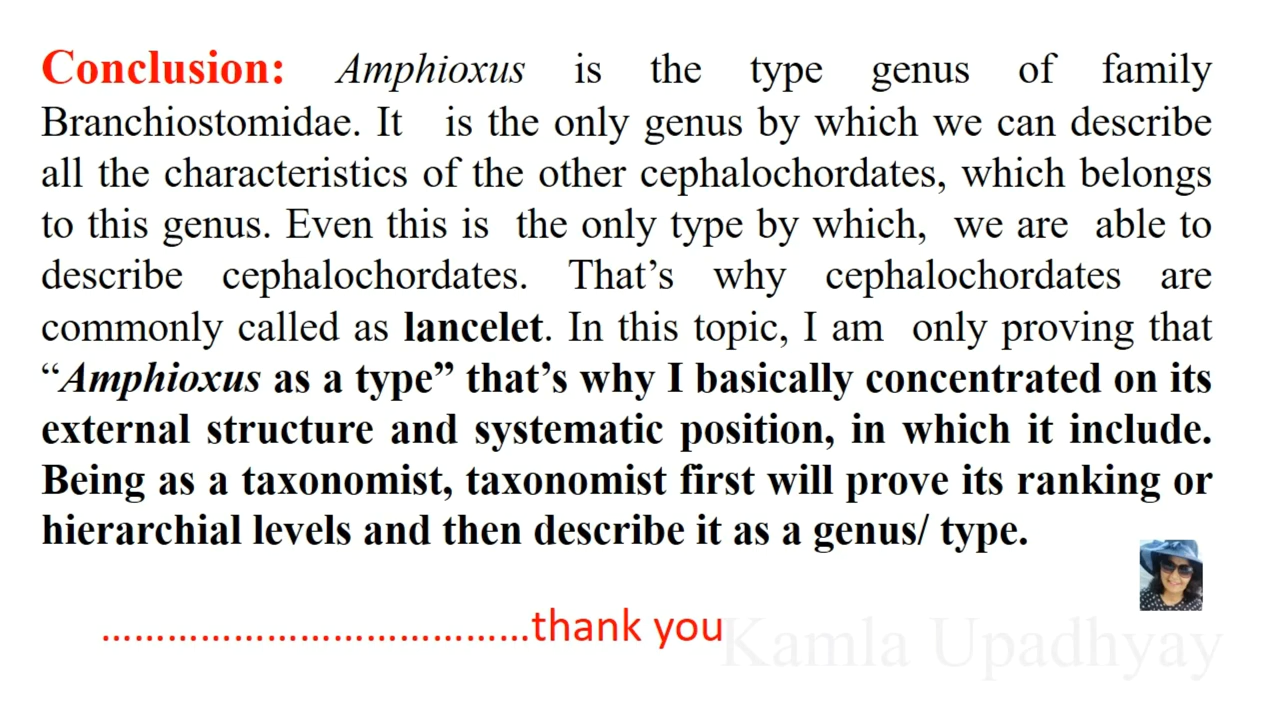 Conclusion: Amphioxus is the type genus of family
Branchiostomidae. It is the only genus by which we can describe
all the characteristics of the other cephalochordates, which belongs
to this genus. Even this is the only type by which, we are able to
describe cephalochordates. That's why cephalochordates are
commonly called as lancelet. In this topic, I am only proving that
“Amphioxus as a type” that’s why I basically concentrated on its
external structure and systematic position, in which it include.
Being as a taxonomist, taxonomist first will prove its ranking or
hierarchial levels and then describe it as a genus/ type.
…………………………………thank you
Kamla Upadhyay